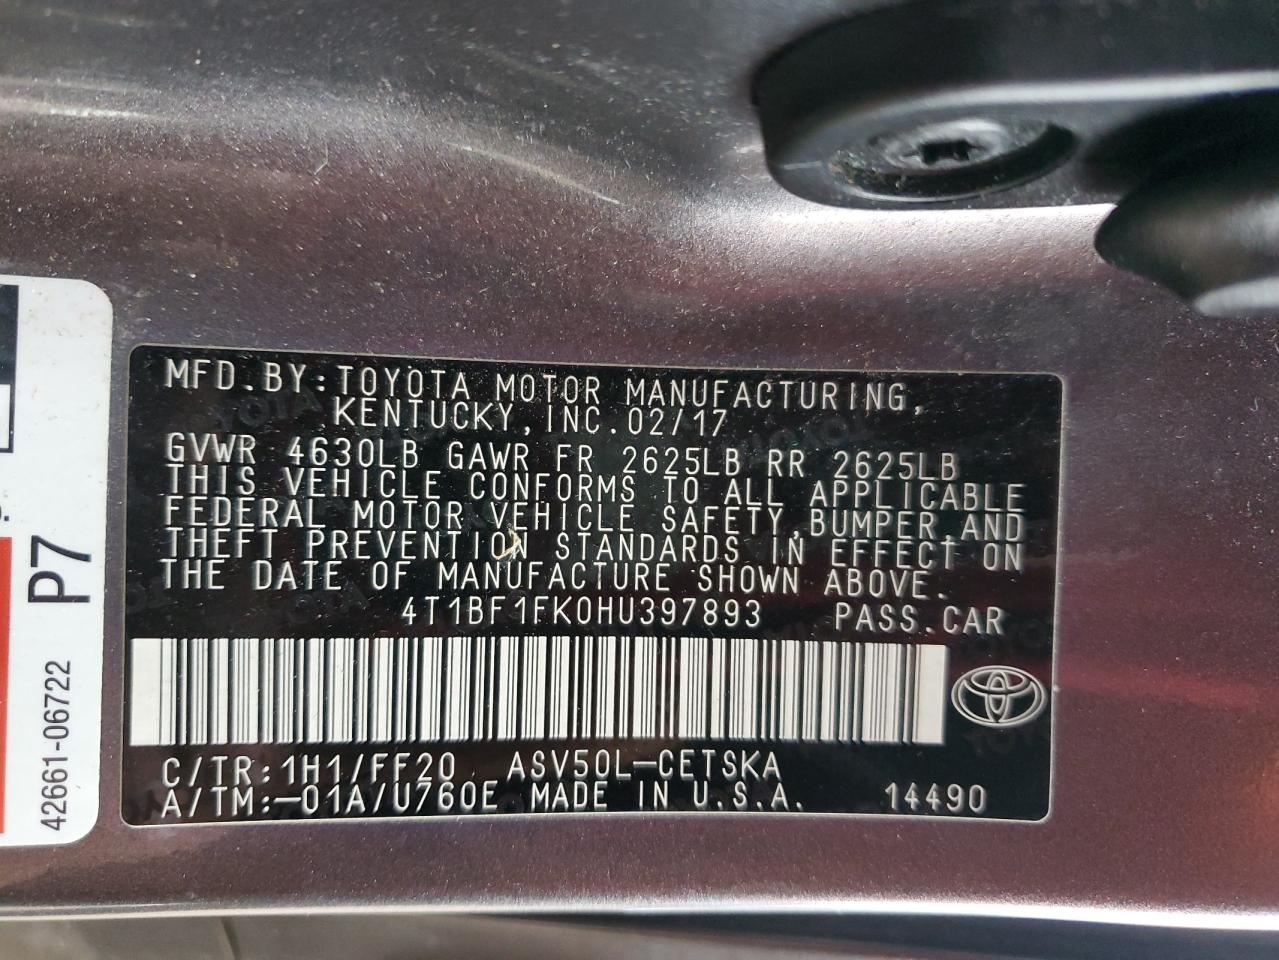 MFD.BY:TOYOTA MOTOR MANUFACTURING,
KENTUCKY, INC.02/17
GVWR 4630LB GAWR FR 2625LB RR 2625LB
THIS VEHICLE CONFORMS TO ALL APPLICABLE
FEDERAL MOTOR VEHICLE SAFETY,BUMPER,AND
THEFT PREVENTION STANDARDS IN EFFECT ON
THE DATE OF MANUFACTURE SHOWN ABOVE.
4T1BF1FK0HU397893 PASS.CAR
C/TR:1H1/FF20 ASV50L-CETSKA
A/TM:-01A/U760E MADE IN U.S.A. 14490
P7
42661-06722